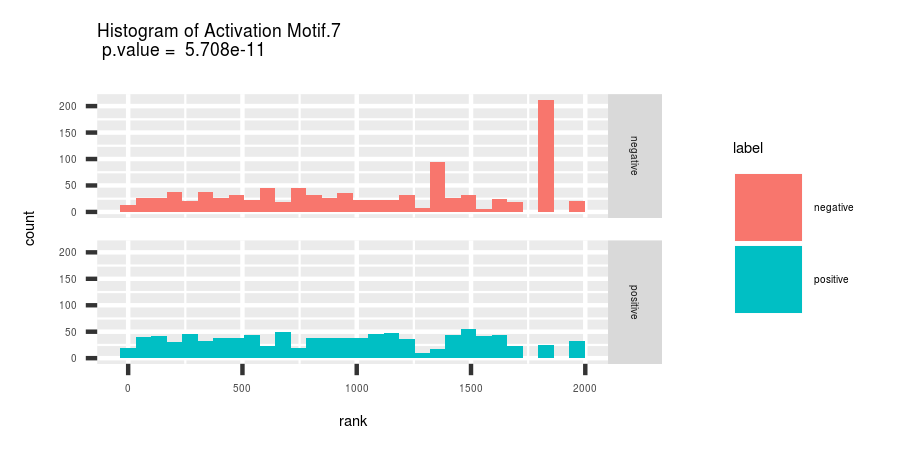 Histogram of Activation Motif.7
p.value = 5.708e-11
200
150
100
50
0
negative
200
150
100
50
0
positive
0 500 1000 1500 2000
rank
count
label
negative
positive